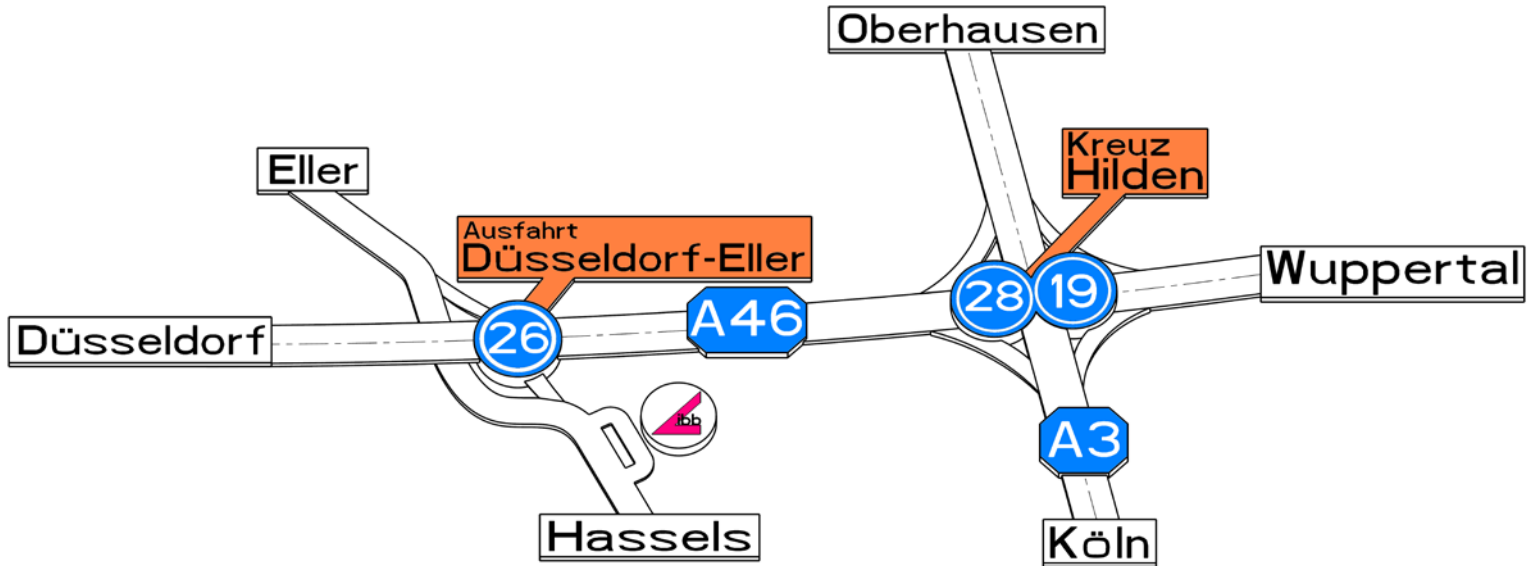 Oberhausen
Kreuz
Hilden
Eller
Ausfahrt
Düsseldorf-Eller
Wuppertal
28
19
A46
26
Düsseldorf
ibb
A3
Hassels
Köln